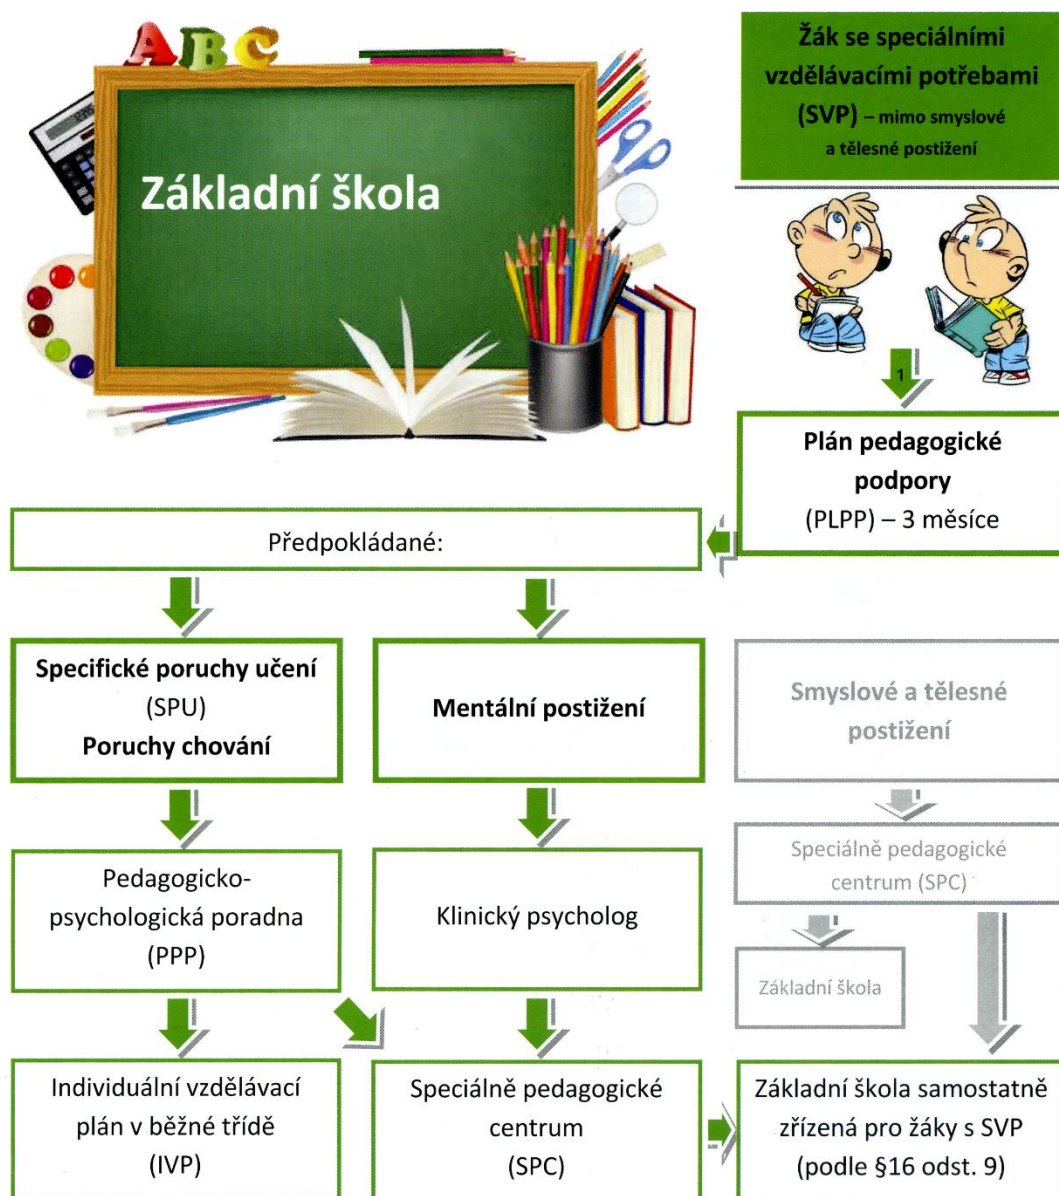 ABC
Základní škola
Žák se speciálními
vzdělávacími potřebami
(SVP) – mimo smyslové
a tělesné postižení
1
Plán pedagogické
podpory
(PLPP) – 3 měsíce
Předpokládané:
Specifické poruchy učení
(SPU)
Poruchy chování
Mentální postižení
Smyslové a tělesné
postižení
Pedagogicko-
psychologická poradna
(PPP)
Klinický psycholog
Speciálně pedagogické
centrum (SPC)
Základní škola
Individuální vzdělávací
plán v běžné třídě
(IVP)
Speciálně pedagogické
centrum
(SPC)
Základní škola samostatně
zřízená pro žáky s SVP
(podle §16 odst. 9)